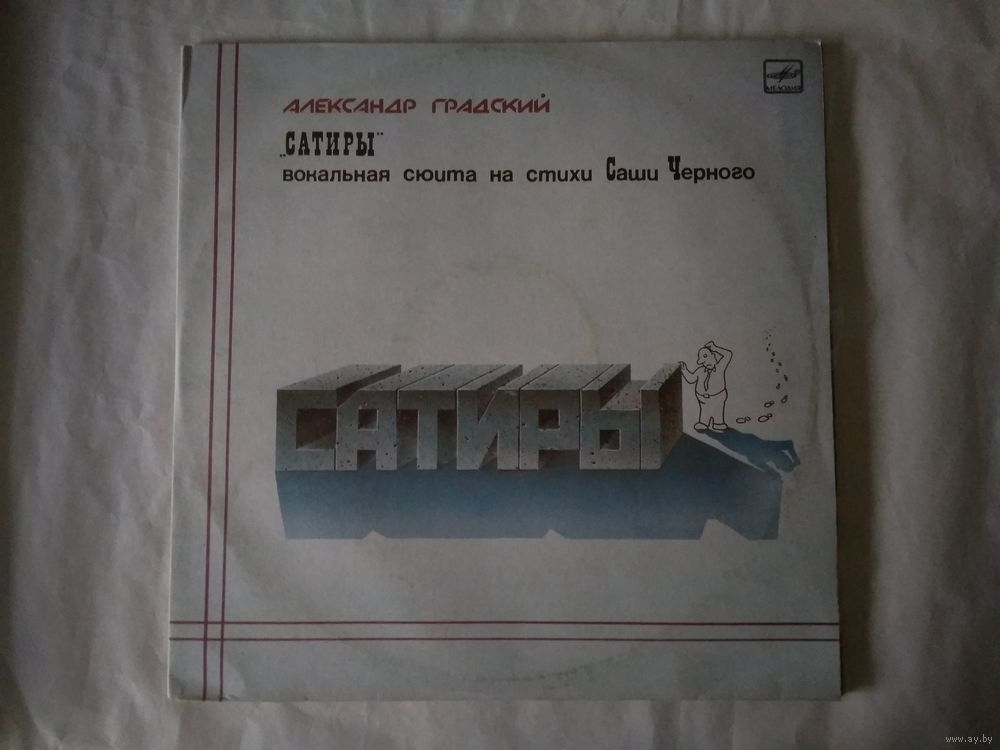 МЕЛОДИЯ
АЛЕКСАНДР ГРАДСКИЙ
„САТИРЫ"
вокальная сюита на стихи Саши Черного
САТИРЫ
www.ay.by